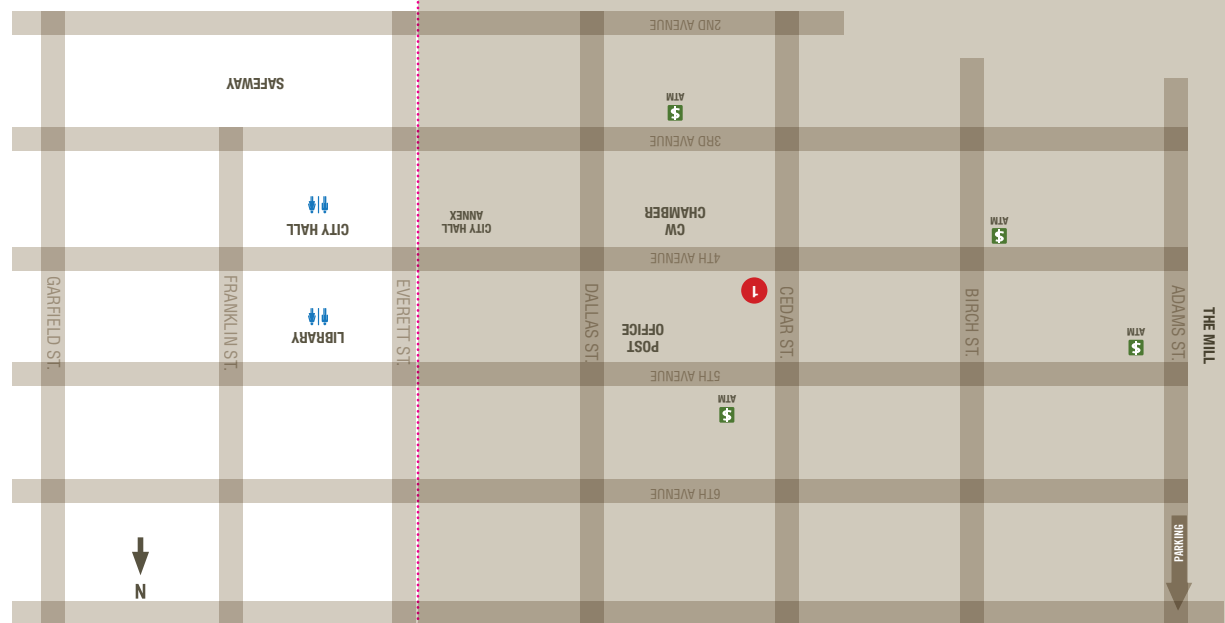 2ND AVENUE
SAFEWAY
ATM
$
3RD AVENUE
CITY HALL
CITY HALL
ANNEX
CW
CHAMBER
ATM
$
4TH AVENUE
GARFIELD ST.
FRANKLIN ST.
EVERETT ST.
DALLAS ST.
CEDAR ST.
BIRCH ST.
ADAMS ST.
THE MILL
1
LIBRARY
POST
OFFICE
ATM
$
5TH AVENUE
ATM
$
6TH AVENUE
PARKING
N